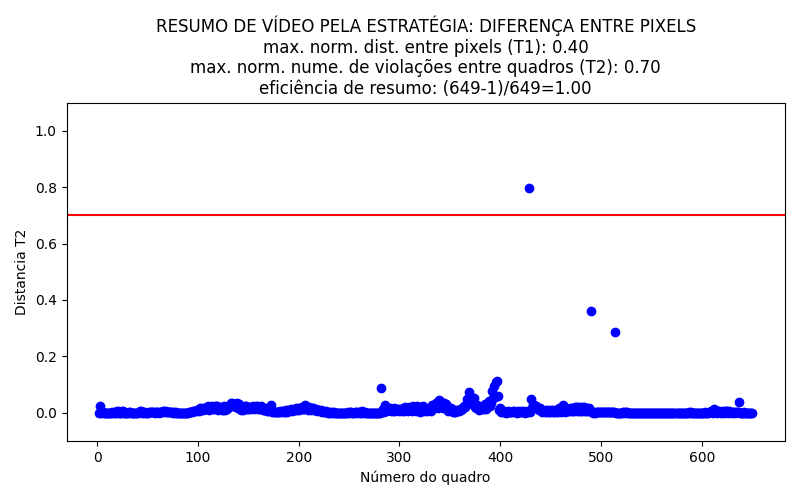 RESUMO DE VÍDEO PELA ESTRATÉGIA: DIFERENÇA ENTRE PIXELS
max. norm. dist. entre pixels (T1): 0.40
max. norm. nume. de violações entre quadros (T2): 0.70
eficiência de resumo: (649-1)/649=1.00
1.0
0.8
0.6
0.4
0.2
0.0
Distancia T2
0 100 200 300 400 500 600
Número do quadro